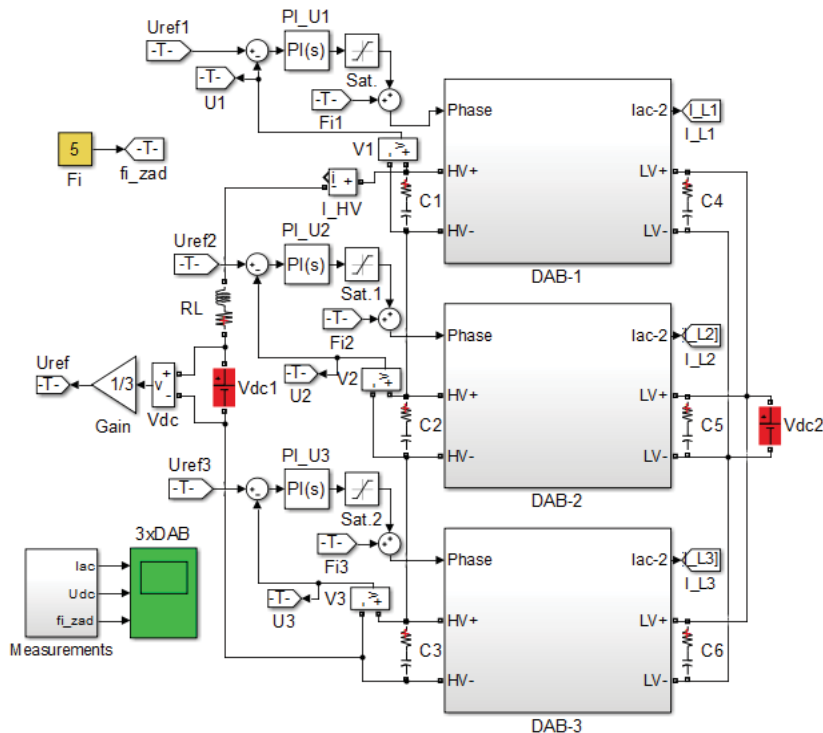 Uref1
-T-
+
-
PI_U1
PI(s)
Sat.
-T-
U1
-T-
Fi1
+
+
Phase
Iac-2
I_L1
I_L1
5
Fi
-T-
fi_zad
V1
v
+
-
HV+
LV+
i
+
-
I_HV
C1
C4
HV-
LV-
DAB-1
Uref2
-T-
+
-
PI_U2
PI(s)
Sat.1
-T-
Fi2
+
+
Phase
Iac-2
[I_L2]
I_L2
RL
-T-
U2
V2
v
+
-
HV+
LV+
Uref
-T-
1/3
Gain
v
+
-
Vdc
+
Vdc1
C2
C5
+
Vdc2
HV-
LV-
DAB-2
Uref3
-T-
+
-
PI_U3
PI(s)
Sat.2
-T-
Fi3
+
+
Phase
Iac-2
[I_L3]
I_L3
3xDAB
Iac
Udc
fi_zad
Measurements
-T-
U3
V3
v
+
-
HV+
LV+
C3
C6
HV-
LV-
DAB-3